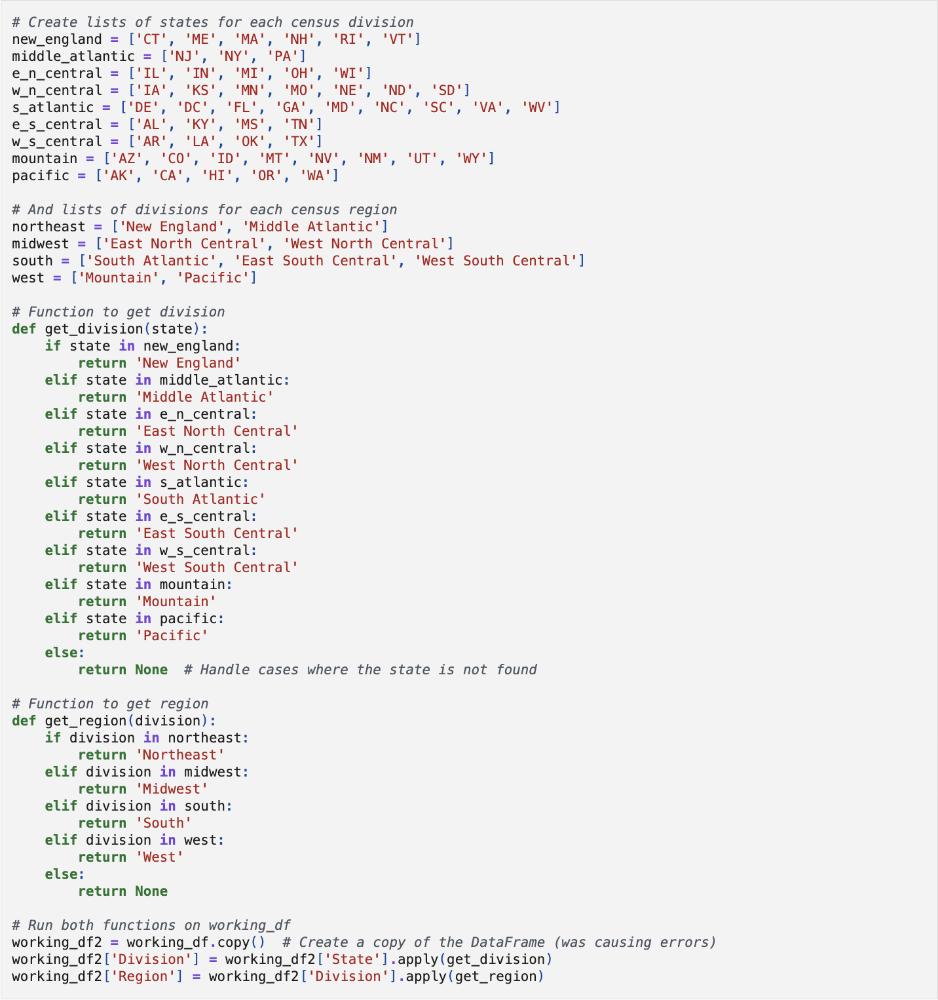 # Create lists of states for each census division
new_england = ['CT', 'ME', 'MA', 'NH', 'RI', 'VT']
middle_atlantic = ['NJ', 'NY', 'PA']
e_n_central = ['IL', 'IN', 'MI', 'OH', 'WI']
w_n_central = ['IA', 'KS', 'MN', 'MO', 'NE', 'ND', 'SD']
s_atlantic = ['DE', 'DC', 'FL', 'GA', 'MD', 'NC', 'SC', 'VA', 'WV']
e_s_central = ['AL', 'KY', 'MS', 'TN']
w_s_central = ['AR', 'LA', 'OK', 'TX']
mountain = ['AZ', 'CO', 'ID', 'MT', 'NV', 'NM', 'UT', 'WY']
pacific = ['AK', 'CA', 'HI', 'OR', 'WA']

# And lists of divisions for each census region
northeast = ['New England', 'Middle Atlantic']
midwest = ['East North Central', 'West North Central']
south = ['South Atlantic', 'East South Central', 'West South Central']
west = ['Mountain', 'Pacific']

# Function to get division
def get_division(state):
    if state in new_england:
        return 'New England'
    elif state in middle_atlantic:
        return 'Middle Atlantic'
    elif state in e_n_central:
        return 'East North Central'
    elif state in w_n_central:
        return 'West North Central'
    elif state in s_atlantic:
        return 'South Atlantic'
    elif state in e_s_central:
        return 'East South Central'
    elif state in w_s_central:
        return 'West South Central'
    elif state in mountain:
        return 'Mountain'
    elif state in pacific:
        return 'Pacific'
    else:
        return None  # Handle cases where the state is not found

# Function to get region
def get_region(division):
    if division in northeast:
        return 'Northeast'
    elif division in midwest:
        return 'Midwest'
    elif division in south:
        return 'South'
    elif division in west:
        return 'West'
    else:
        return None

# Run both functions on working_df
working_df2 = working_df.copy()  # Create a copy of the DataFrame (was causing errors)
working_df2['Division'] = working_df2['State'].apply(get_division)
working_df2['Region'] = working_df2['Division'].apply(get_region)